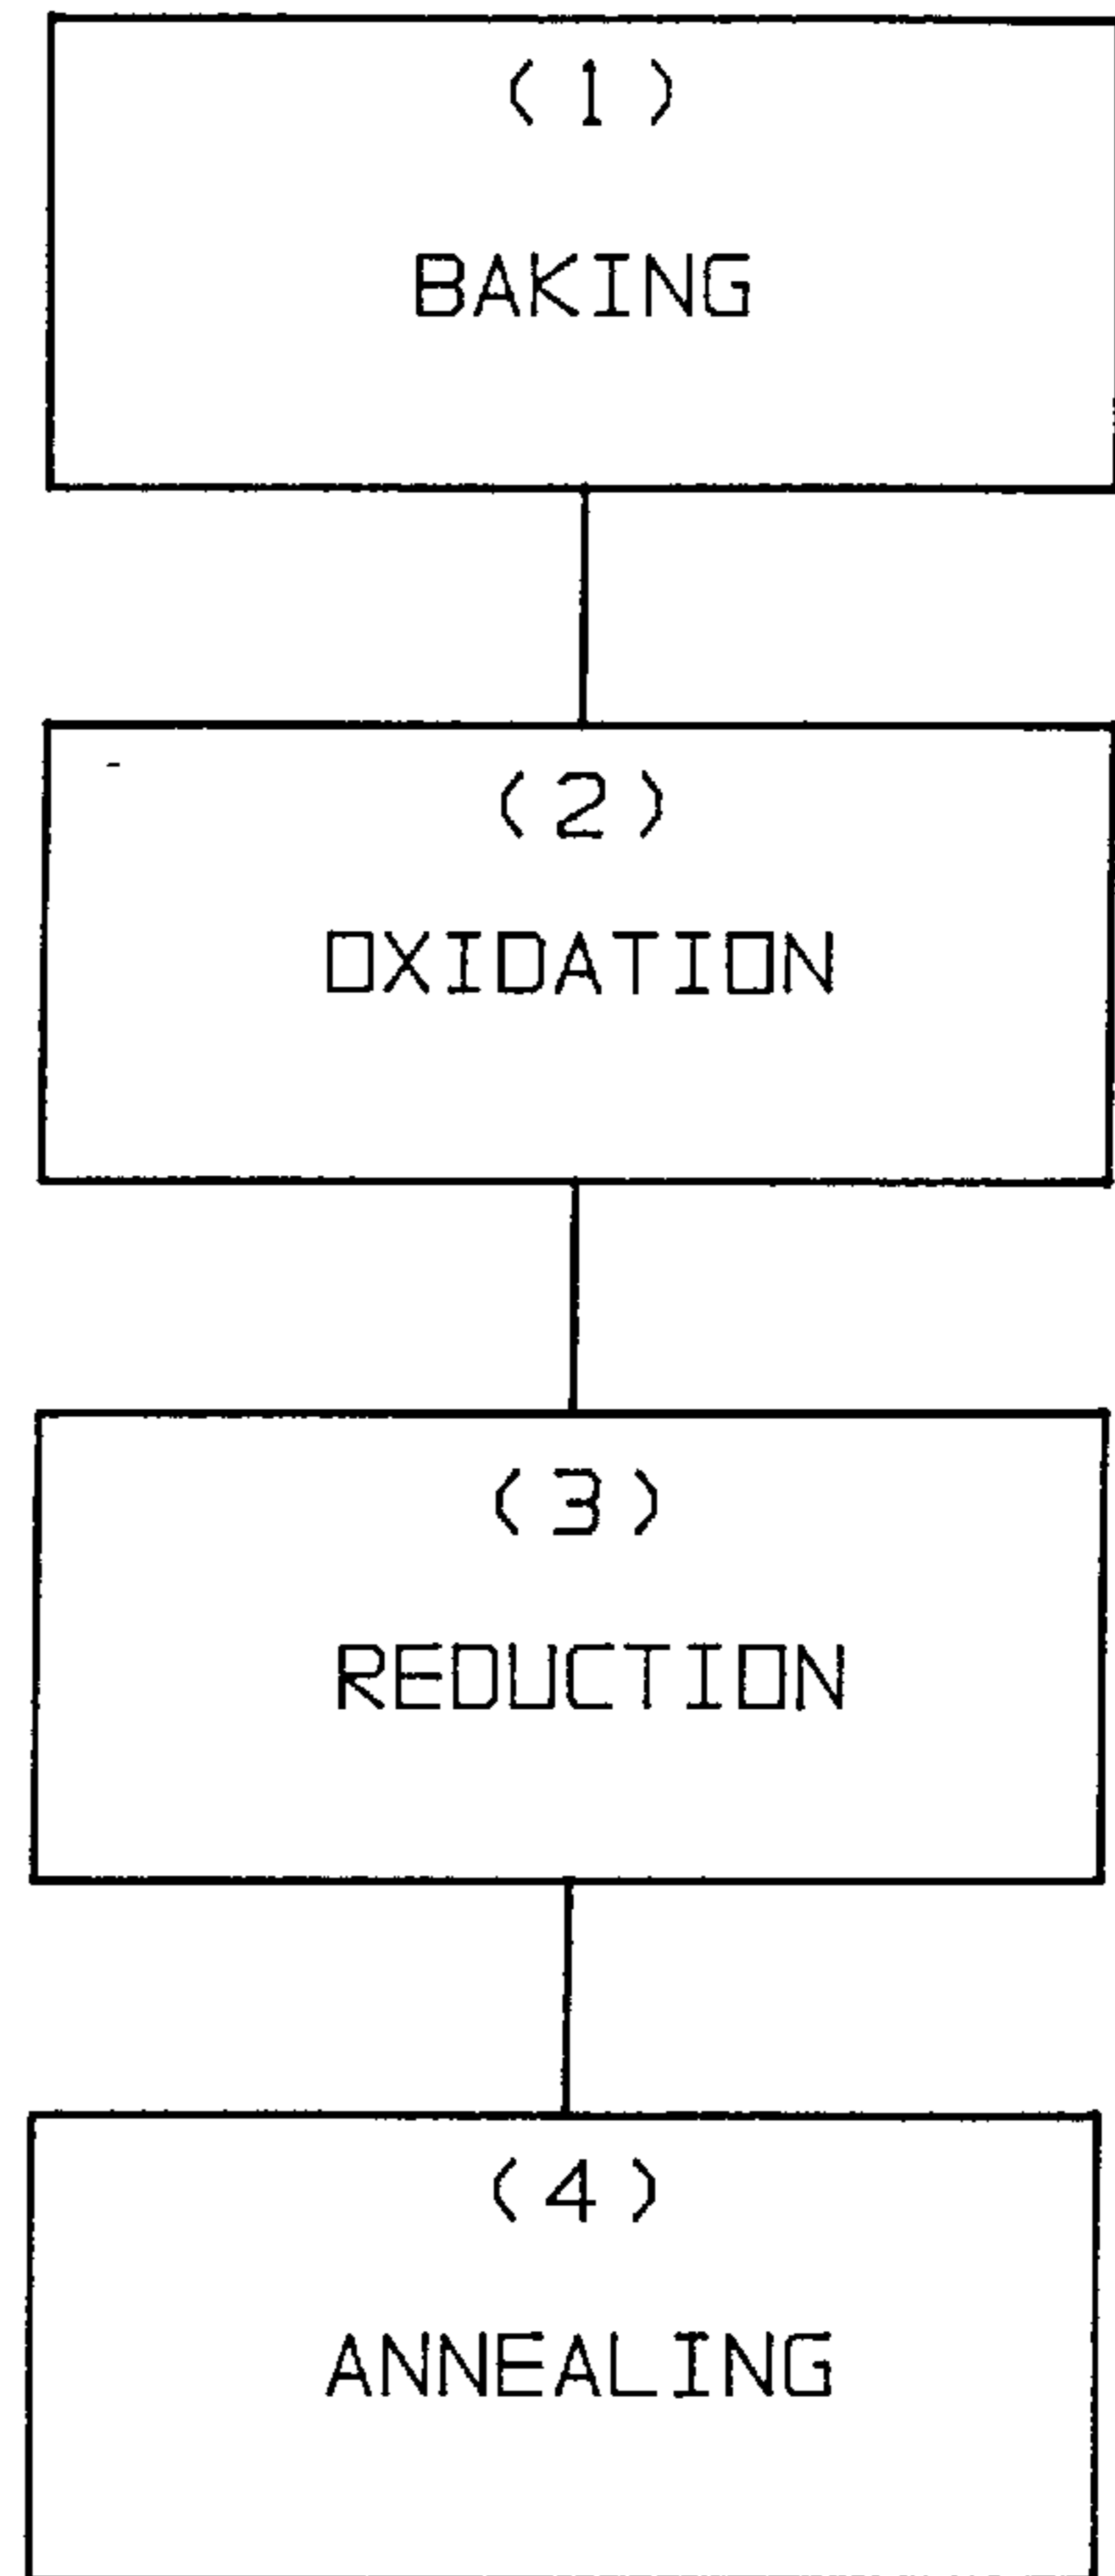 (1)
BAKING
(2)
OXIDATION
(3)
REDUCTION
(4)
ANNEALING